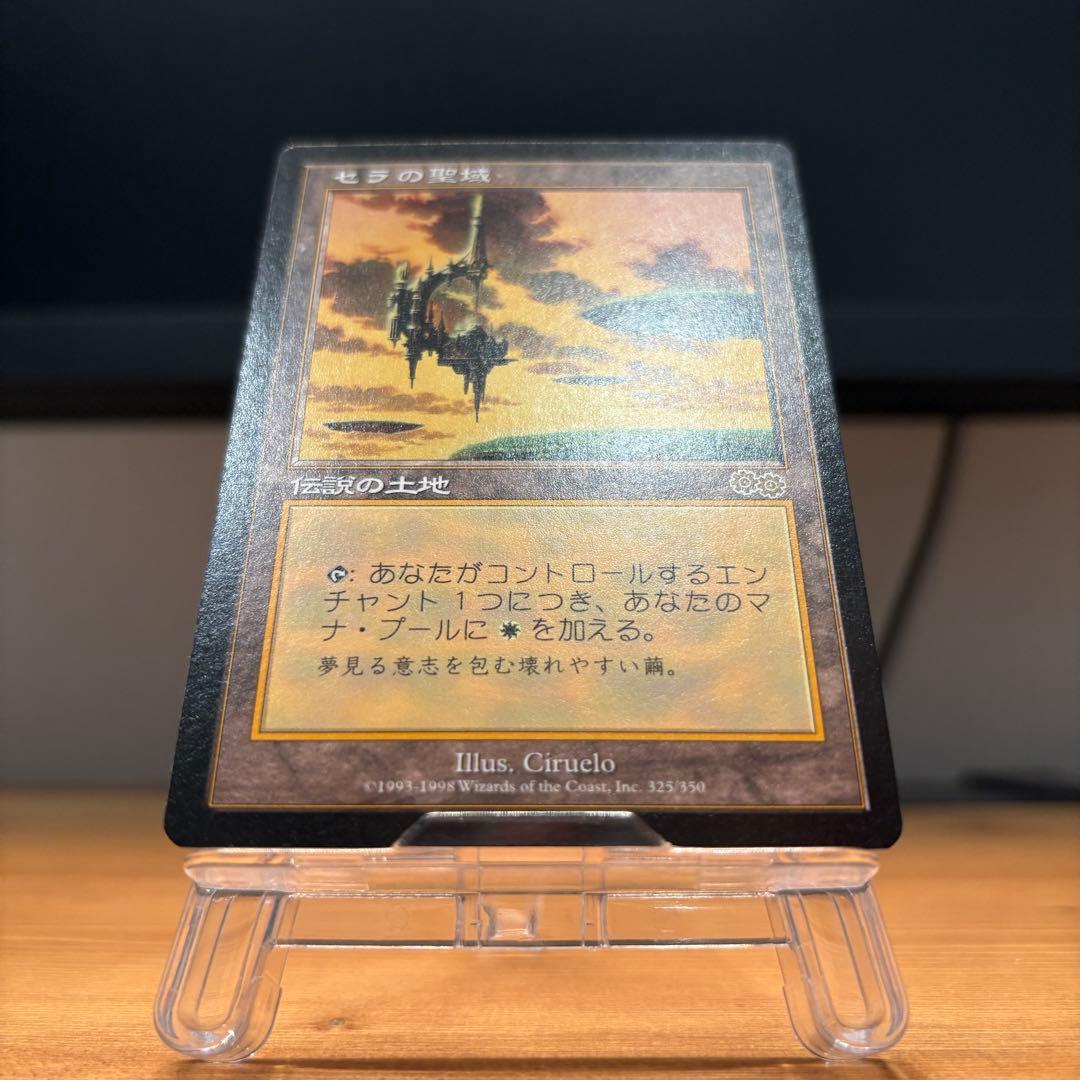 セラの聖域
伝説の土地
: あなたがコントロールするエン
チャント 1つにつき、あなたのマ
ナ・プールに を加える。
夢見る意志を包む壊れやすい繭。
Illus. Ciruelo
©1993-1998 Wizards of the Coast, Inc. 325/350